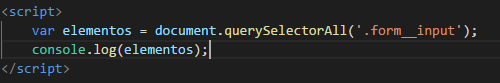 <script>
var elementos = document.querySelectorAll('.form__input');
console.log(elementos);
</script>